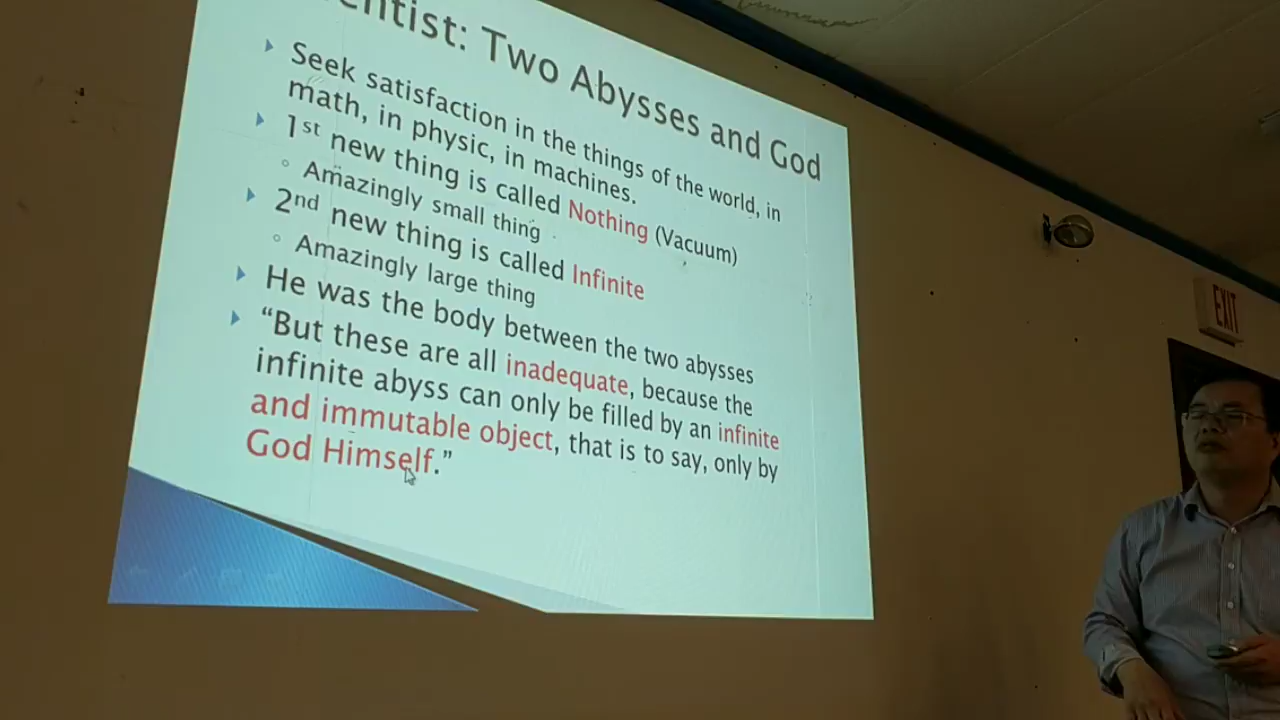 entist: Two Abysses and God
Seek satisfaction in the things of the world, in
math, in physic, in machines.
1st new thing is called Nothing (Vacuum)
Amazingly small thing
2nd new thing is called Infinite
Amazingly large thing
He was the body between the two abysses
“But these are all inadequate, because the
infinite abyss can only be filled by an infinite
and immutable object, that is to say, only by
God Himself.”
EXIT